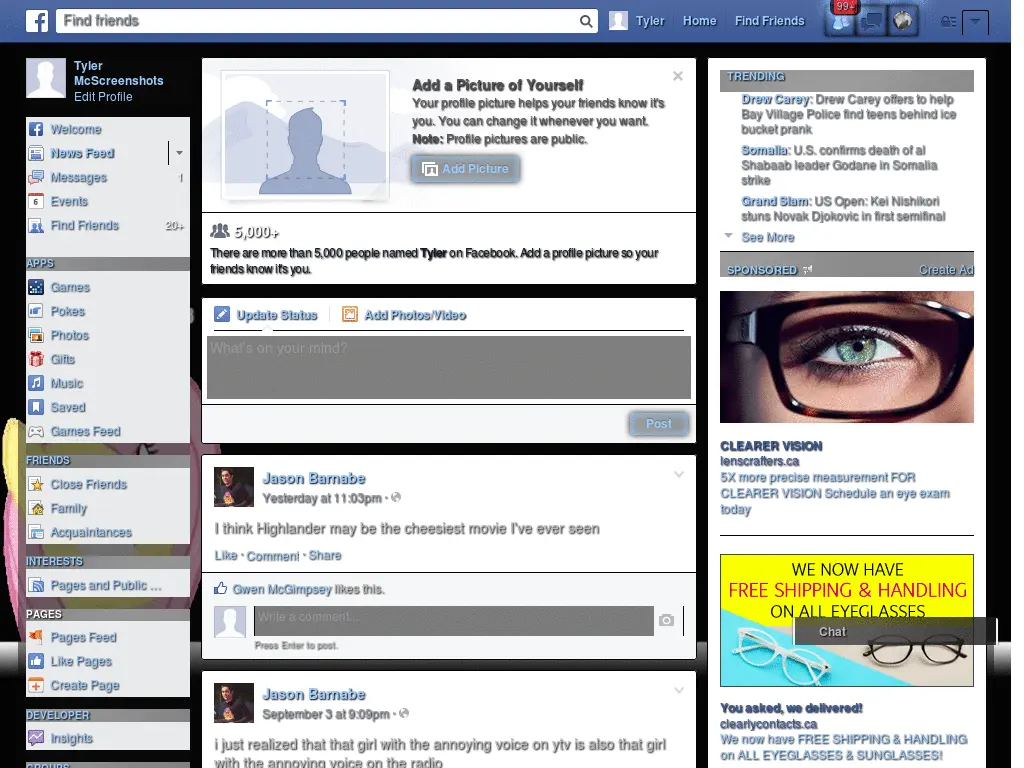 Find friends
Tyler
Home
Find Friends
99+
Tyler
McScreenshots
Edit Profile
Welcome
News Feed
Messages
1
6
Events
Find Friends
20+
APPS
Games
Pokes
Photos
Gifts
Music
Saved
Games Feed
FRIENDS
Close Friends
Family
Acquaintances
INTERESTS
Pages and Public ...
PAGES
Pages Feed
Like Pages
Create Page
DEVELOPER
Insights
GROUPS
Add a Picture of Yourself
Your profile picture helps your friends know it's
you. You can change it whenever you want.
Note: Profile pictures are public.
Add Picture
5,000+
There are more than 5,000 people named Tyler on Facebook. Add a profile picture so your
friends know it's you.
Update Status
Add Photos/Video
What's on your mind?
Post
Jason Barnabe
Yesterday at 11:03pm ·
I think Highlander may be the cheesiest movie I've ever seen
Like · Comment · Share
Gwen McGimpsey likes this.
Write a comment...
Press Enter to post.
Jason Barnabe
September 3 at 9:09pm ·
i just realized that that girl with the annoying voice on ytv is also that girl
with the annoying voice on the radio
TRENDING
Drew Carey: Drew Carey offers to help
Bay Village Police find teens behind ice
bucket prank
Somalia: U.S. confirms death of al
Shabaab leader Godane in Somalia
strike
Grand Slam: US Open: Kei Nishikori
stuns Novak Djokovic in first semifinal
See More
SPONSORED
Create Ad
CLEARER VISION
lenscrafters.ca
5X more precise measurement FOR
CLEARER VISION Schedule an eye exam
today
WE NOW HAVE
FREE SHIPPING & HANDLING
ON ALL EYEGLASSES
Chat
You asked, we delivered!
clearlycontacts.ca
We now have FREE SHIPPING & HANDLING
on ALL EYEGLASSES & SUNGLASSES!